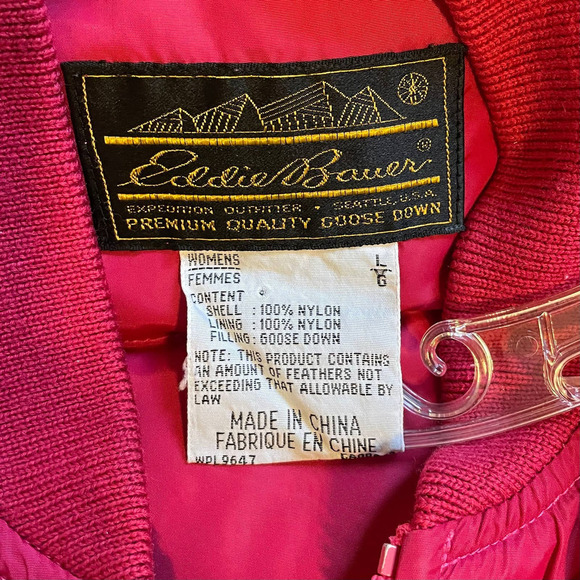 Eddie Bauer®
EXPEDITION OUTFITTER • SEATTLE, U.S.A.
PREMIUM QUALITY GOOSE DOWN
WOMENS L
FEMMES G
CONTENT
SHELL : 100% NYLON
LINING : 100% NYLON
FILLING: GOOSE DOWN
NOTE: THIS PRODUCT CONTAINS
AN AMOUNT OF FEATHERS NOT
EXCEEDING THAT ALLOWABLE BY
LAW
MADE IN CHINA
FABRIQUE EN CHINE
WPL9647